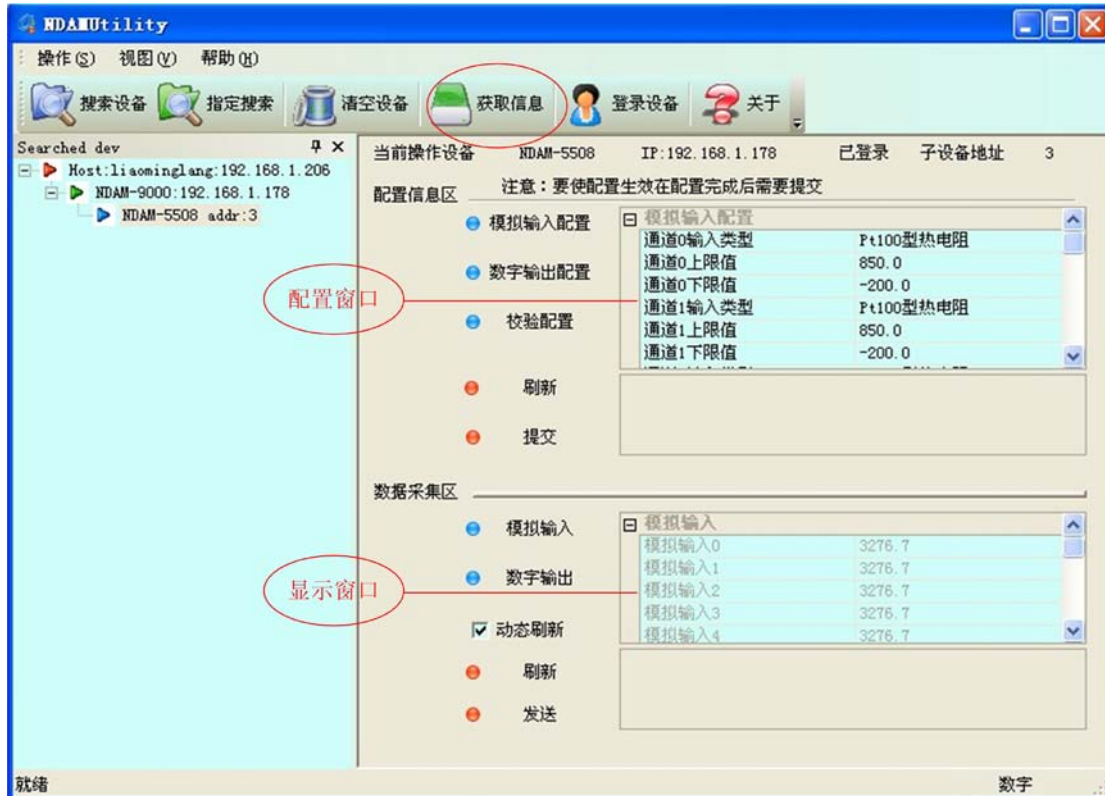 NDAMUtility
操作(S) 视图(V) 帮助(H)
搜索设备 指定搜索 清空设备 获取信息 登录设备 关于
Searched dev
Host:liaominglang:192.168.1.206
NDAM-9000:192.168.1.178
NDAM-5508 addr:3
当前操作设备 NDAM-5508 IP:192.168.1.178 已登录 子设备地址 3
配置信息区 注意:要使配置生效在配置完成后需要提交
模拟输入配置
数字输出配置
校验配置
刷新
提交
模拟输入配置
通道0输入类型 Pt100型热电阻
通道0上限值 850.0
通道0下限值 -200.0
通道1输入类型 Pt100型热电阻
通道1上限值 850.0
通道1下限值 -200.0
配置窗口
数据采集区
模拟输入
数字输出
动态刷新
刷新
发送
模拟输入
模拟输入0 3276.7
模拟输入1 3276.7
模拟输入2 3276.7
模拟输入3 3276.7
模拟输入4 3276.7
显示窗口
就绪 数字